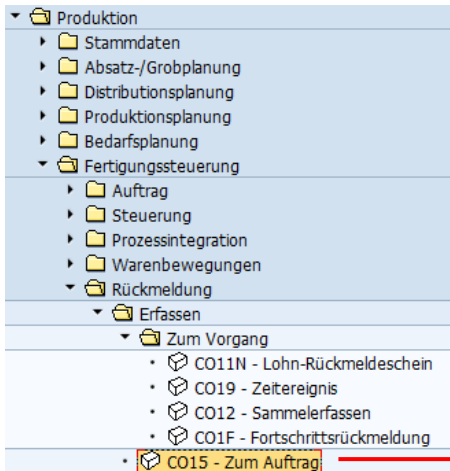 Produktion
Stammdaten
Absatz-/Grobplanung
Distributionsplanung
Produktionsplanung
Bedarfsplanung
Fertigungssteuerung
Auftrag
Steuerung
Prozessintegration
Warenbewegungen
Rückmeldung
Erfassen
Zum Vorgang
CO11N - Lohn-Rückmeldeschein
CO19 - Zeitereignis
CO12 - Sammelerfassen
CO1F - Fortschrittsrückmeldung
CO15 - Zum Auftrag